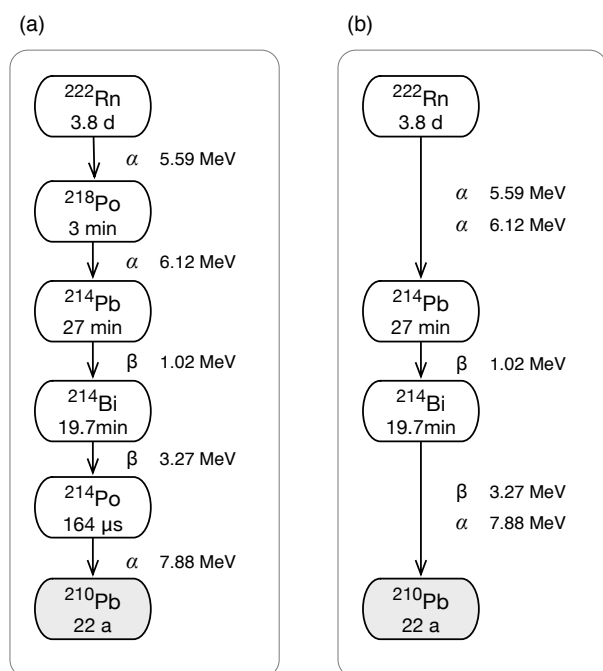 (a)
²²²Rn
3.8 d
α 5.59 MeV
²¹⁸Po
3 min
α 6.12 MeV
²¹⁴Pb
27 min
β 1.02 MeV
²¹⁴Bi
19.7min
β 3.27 MeV
²¹⁴Po
164 μs
α 7.88 MeV
²¹⁰Pb
22 a
(b)
²²²Rn
3.8 d
α 5.59 MeV
α 6.12 MeV
²¹⁴Pb
27 min
β 1.02 MeV
²¹⁴Bi
19.7min
β 3.27 MeV
α 7.88 MeV
²¹⁰Pb
22 a